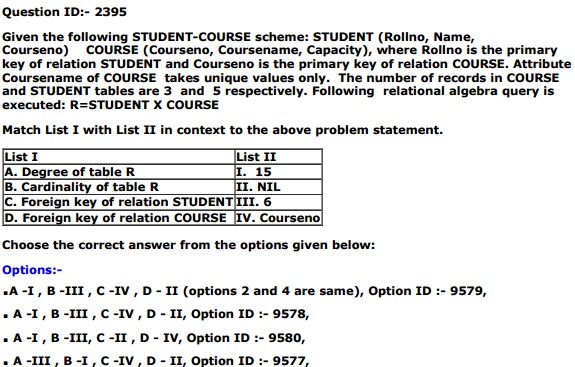 Question ID:- 2395
Given the following STUDENT-COURSE scheme: STUDENT (Rollno, Name,
Courseno) COURSE (Courseno, Coursename, Capacity), where Rollno is the primary
key of relation STUDENT and Courseno is the primary key of relation COURSE. Attribute
Coursename of COURSE takes unique values only. The number of records in COURSE
and STUDENT tables are 3 and 5 respectively. Following relational algebra query is
executed: R=STUDENT X COURSE
Match List I with List II in context to the above problem statement.
List I List II
A. Degree of table R I. 15
B. Cardinality of table R II. NIL
C. Foreign key of relation STUDENT III. 6
D. Foreign key of relation COURSE IV. Courseno
Choose the correct answer from the options given below:
Options:-
▪A -I , B -III , C -IV , D - II (options 2 and 4 are same), Option ID :- 9579,
▪ A -I , B -III , C -IV , D - II, Option ID :- 9578,
▪ A -I , B -III, C -II , D - IV, Option ID :- 9580,
▪ A -III , B -I , C -IV , D - II, Option ID :- 9577,